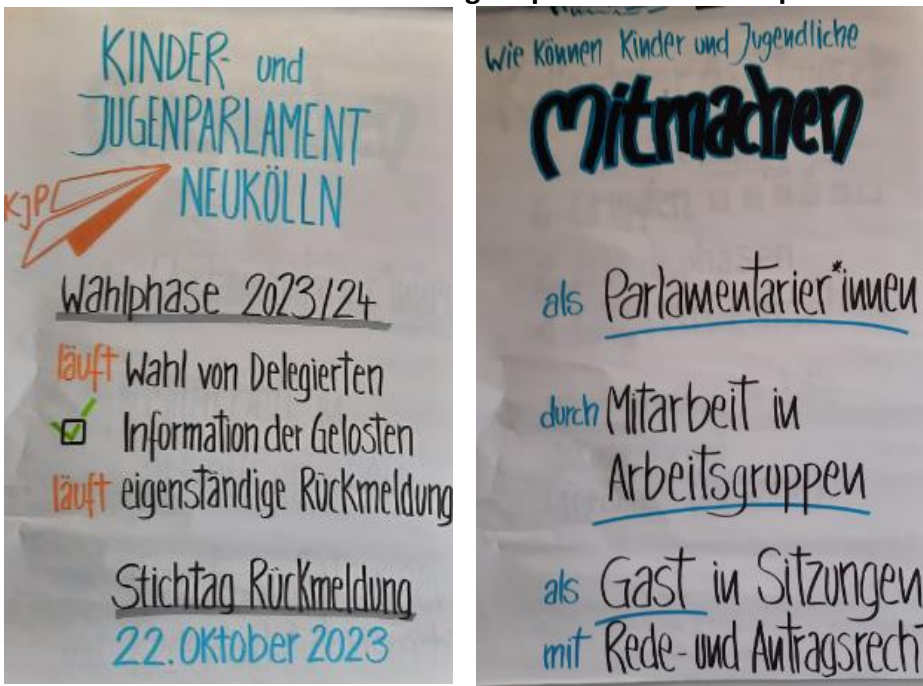 KINDER- und
JUGENPARLAMENT
NEUKÖLLN
KJP
Wahlphase 2023/24
läuft Wahl von Delegierten
Information der Gelosten
läuft eigenständige Rückmeldung
Stichtag Rückmeldung
22. Oktober 2023
Wie können Kinder und Jugendliche
Mitmachen
als Parlamentarier*innen
durch Mitarbeit in
Arbeitsgruppen
als Gast in Sitzungen
mit Rede- und Antragsrecht